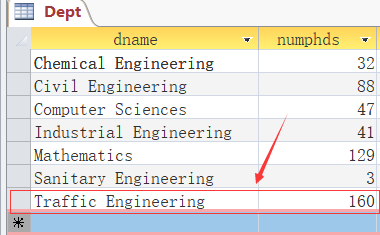 Dept
dname numphds
Chemical Engineering 32
Civil Engineering 88
Computer Sciences 47
Industrial Engineering 41
Mathematics 129
Sanitary Engineering 3
Traffic Engineering 160